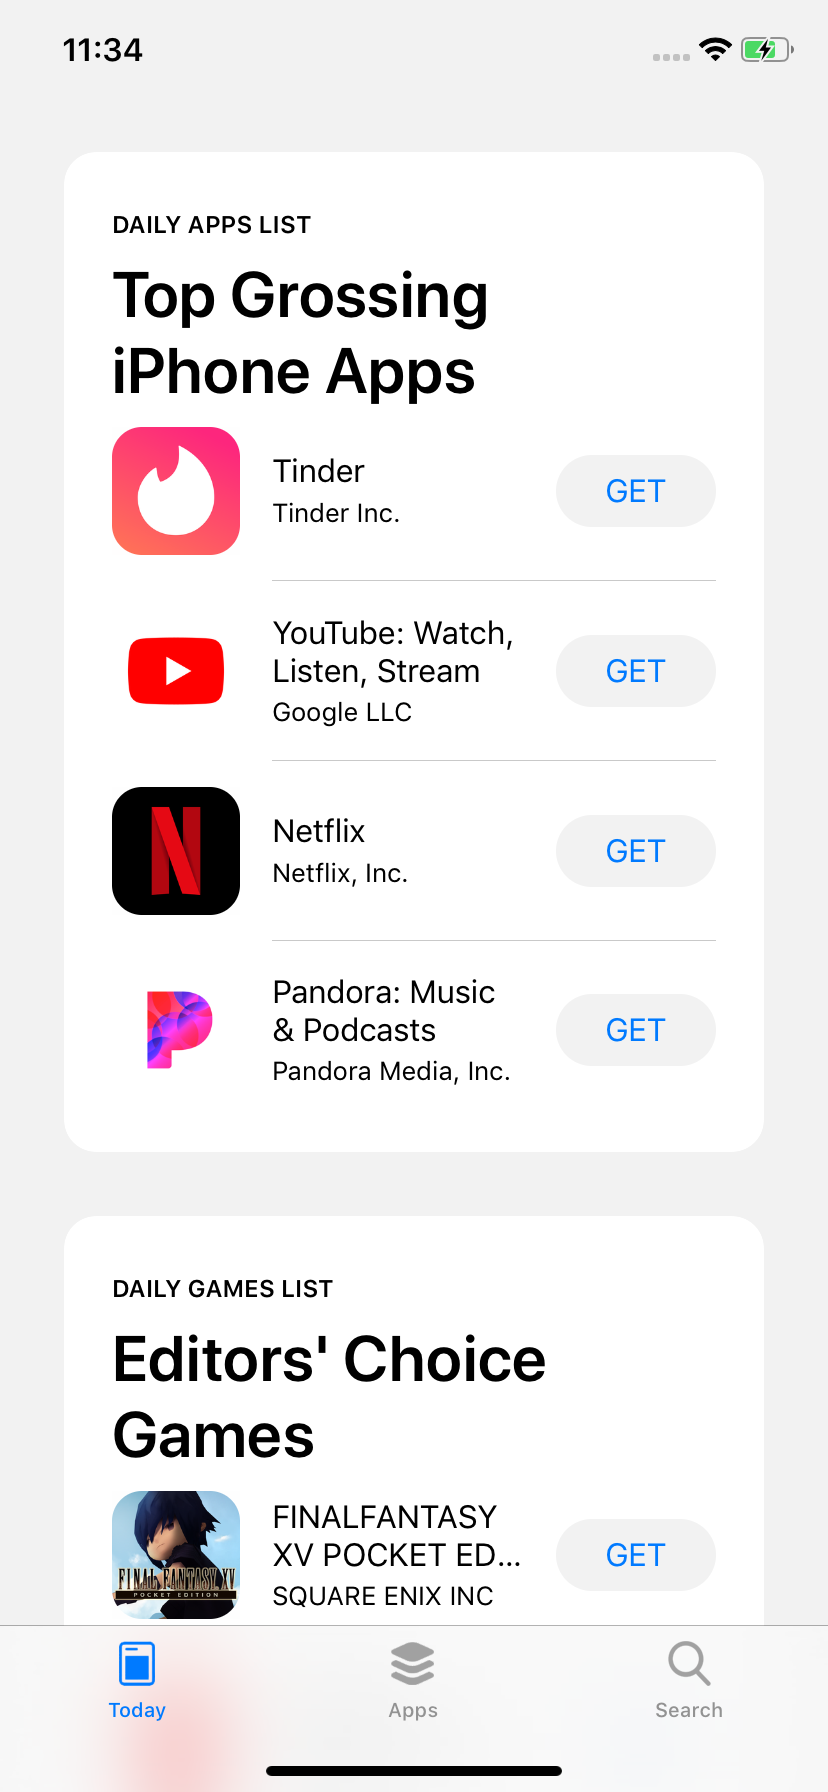 11:34
DAILY APPS LIST
Top Grossing
iPhone Apps
Tinder
Tinder Inc.
GET
YouTube: Watch,
Listen, Stream
Google LLC
GET
N
Netflix
Netflix, Inc.
GET
P
Pandora: Music
& Podcasts
Pandora Media, Inc.
GET
DAILY GAMES LIST
Editors' Choice
Games
FINAL FANTASY XV
POCKET EDITION
FINALFANTASY
XV POCKET ED...
SQUARE ENIX INC
GET
Today
Apps
Search